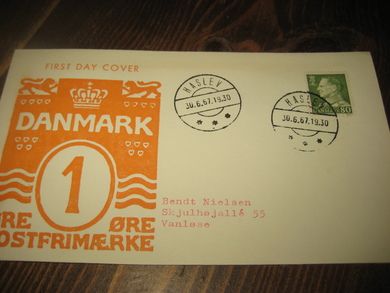 FIRST DAY COVER
DANMARK
1
ØRE ØRE
POSTFRIMÆRKE
HASLEV
30.6.67.19.30
HASLEV
30.6.67.19.30
80
Bendt Nielsen
Skjulhøjallé 55
Vanløse